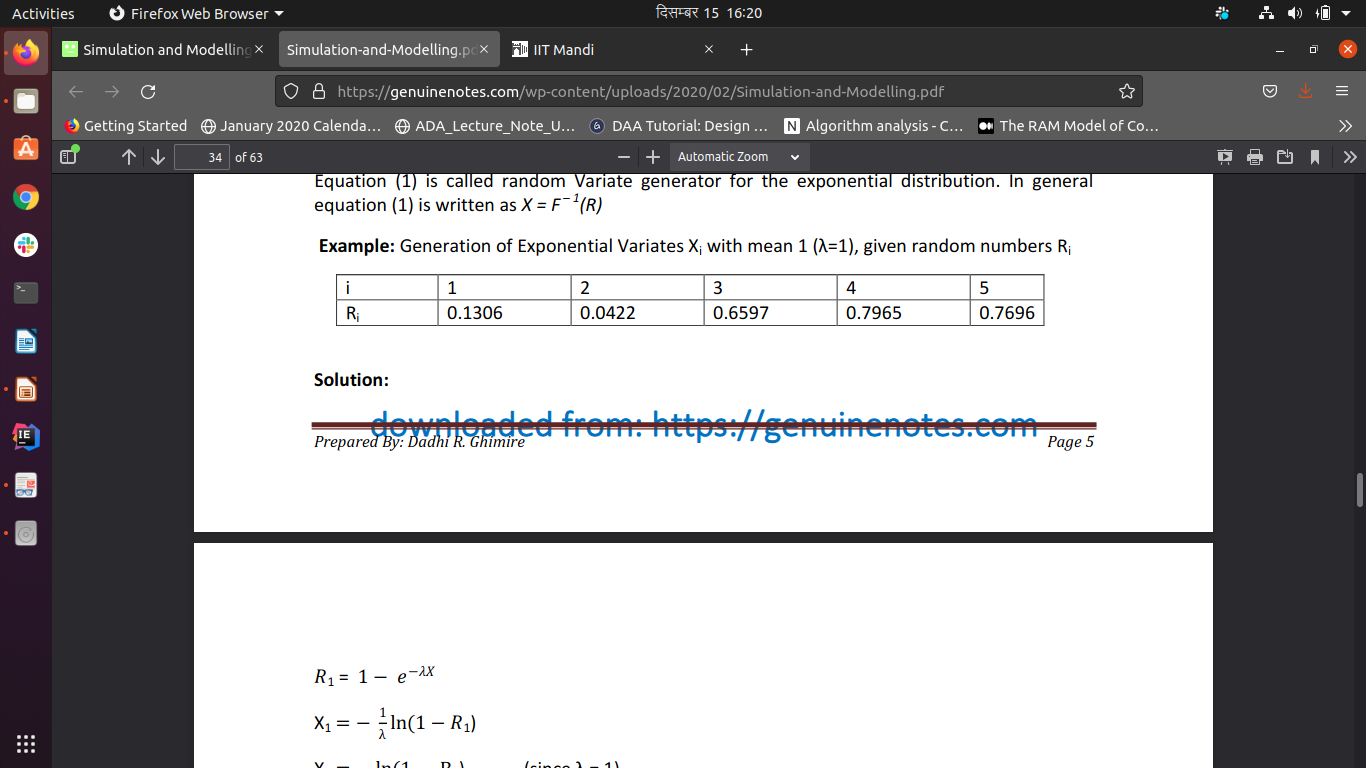 Activities Firefox Web Browser दिसम्बर 15 16:20
Simulation and Modelling Simulation-and-Modelling.pd IIT Mandi
https://genuinenotes.com/wp-content/uploads/2020/02/Simulation-and-Modelling.pdf
Getting Started January 2020 Calenda... ADA_Lecture_Note_U... DAA Tutorial: Design ... N Algorithm analysis - C... The RAM Model of Co...
34 of 63 Automatic Zoom
Equation (1) is called random Variate generator for the exponential distribution. In general
equation (1) is written as X = F⁻¹(R)
Example: Generation of Exponential Variates Xᵢ with mean 1 (λ=1), given random numbers Rᵢ
i 1 2 3 4 5
Rᵢ 0.1306 0.0422 0.6597 0.7965 0.7696
Solution:
downloaded from: https://genuinenotes.com
Prepared By: Dadhi R. Ghimire Page 5
R₁ = 1 − e^−λX
X₁ = − 1/λ ln(1 − R₁)